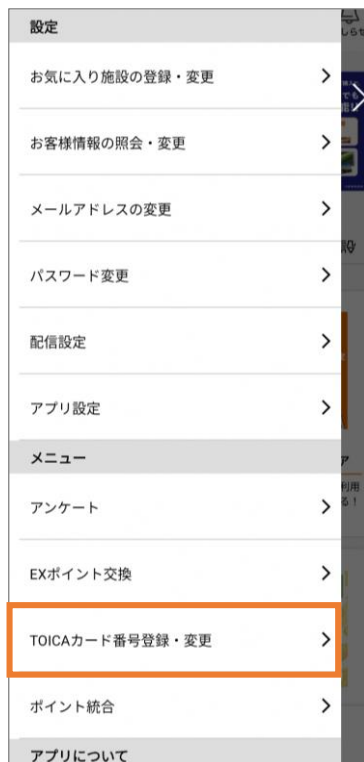 設定
お気に入り施設の登録・変更
お客様情報の照会・変更
メールアドレスの変更
パスワード変更
配信設定
アプリ設定
メニュー
アンケート
EXポイント交換
TOICAカード番号登録・変更
ポイント統合
アプリについて